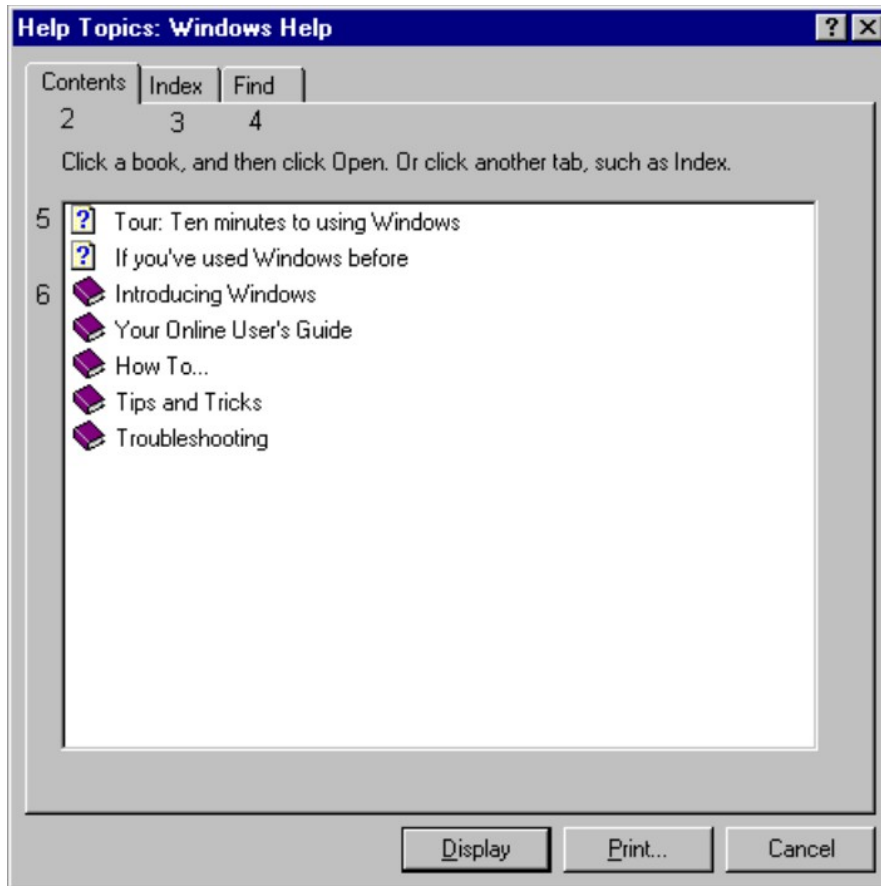 Help Topics: Windows Help
Contents Index Find
2 3 4
Click a book, and then click Open. Or click another tab, such as Index.
5 Tour: Ten minutes to using Windows
If you've used Windows before
6 Introducing Windows
Your Online User's Guide
How To...
Tips and Tricks
Troubleshooting
Display Print... Cancel